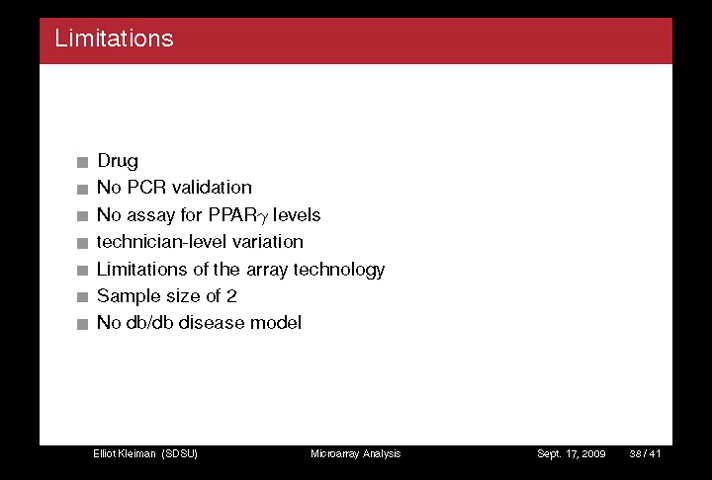 Limitations
Drug
No PCR validation
No assay for PPARγ levels
technician-level variation
Limitations of the array technology
Sample size of 2
No db/db disease model
Elliot Kleiman (SDSU) Microarray Analysis Sept. 17, 2009 38 / 41